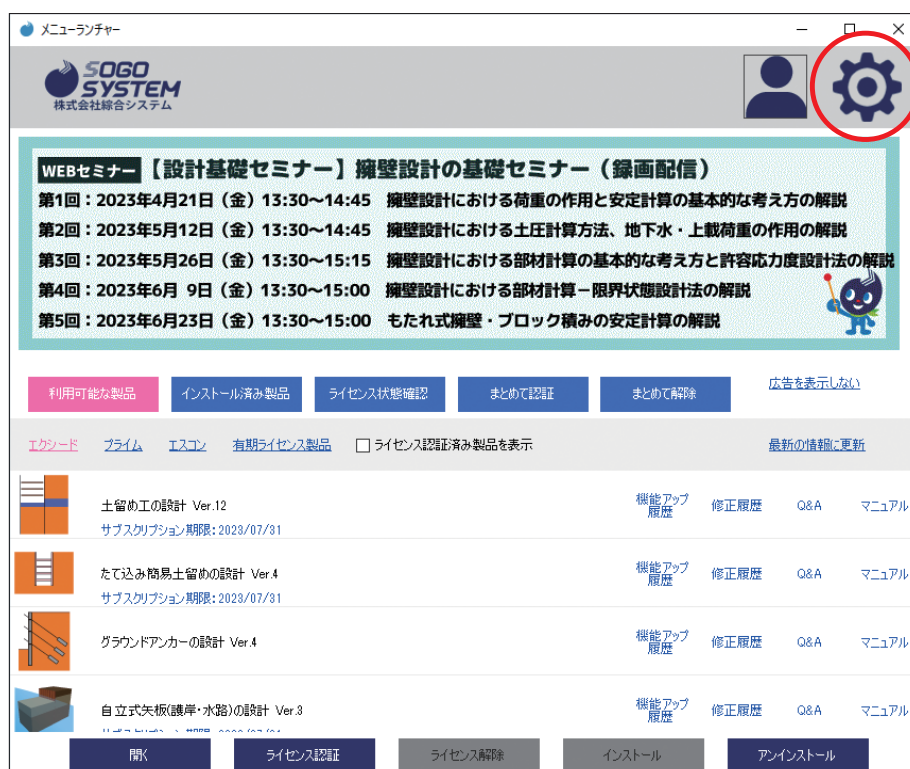 メニューランチャー
SOGO
SYSTEM
株式会社綜合システム
WEBセミナー 【設計基礎セミナー】擁壁設計の基礎セミナー（録画配信）
第1回：2023年4月21日（金）13:30〜14:45 擁壁設計における荷重の作用と安定計算の基本的な考え方の解説
第2回：2023年5月12日（金）13:30〜14:45 擁壁設計における土圧計算方法、地下水・上載荷重の作用の解説
第3回：2023年5月26日（金）13:30〜15:15 擁壁設計における部材計算の基本的な考え方と許容応力度設計法の解説
第4回：2023年6月 9日（金）13:30〜15:00 擁壁設計における部材計算－限界状態設計法の解説
第5回：2023年6月23日（金）13:30〜15:00 もたれ式擁壁・ブロック積みの安定計算の解説
利用可能な製品 インストール済み製品 ライセンス状態確認 まとめて認証 まとめて解除 広告を表示しない
エクシード プライム エスコン 有期ライセンス製品 ライセンス認証済み製品を表示 最新の情報に更新
土留め工の設計 Ver.12 機能アップ履歴 修正履歴 Q&A マニュアル
サブスクリプション期限：2023/07/31
たて込み簡易土留めの設計 Ver.4 機能アップ履歴 修正履歴 Q&A マニュアル
サブスクリプション期限：2023/07/31
グラウンドアンカーの設計 Ver.4 機能アップ履歴 修正履歴 Q&A マニュアル
自立式矢板(護岸・水路)の設計 Ver.3 機能アップ履歴 修正履歴 Q&A マニュアル
開く ライセンス認証 ライセンス解除 インストール アンインストール